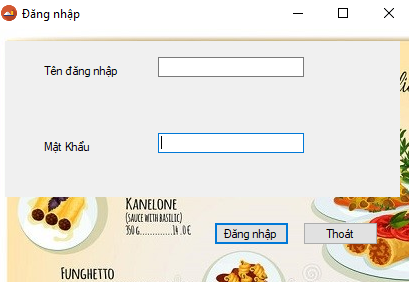 Đăng nhập
Tên đăng nhập
Mật Khẩu
KANELONE
(SAUCE WITH BASILIC)
Đăng nhập
Thoát
FUNGHETTO